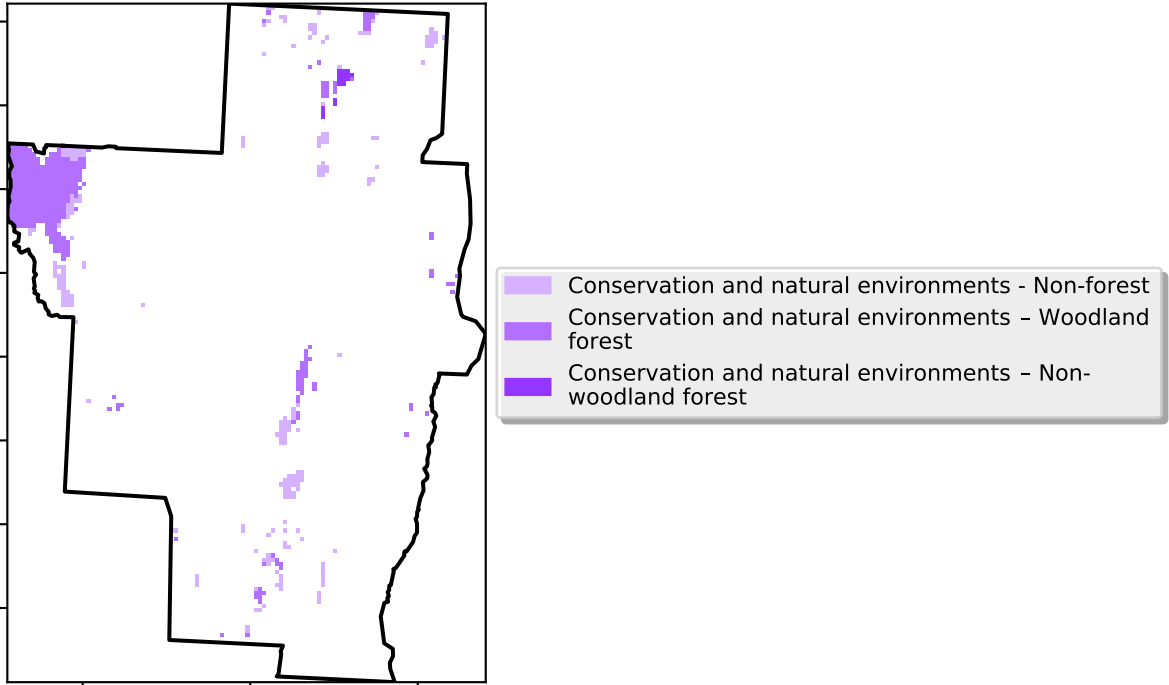 Conservation and natural environments - Non-forest
Conservation and natural environments – Woodland
forest
Conservation and natural environments – Non-
woodland forest